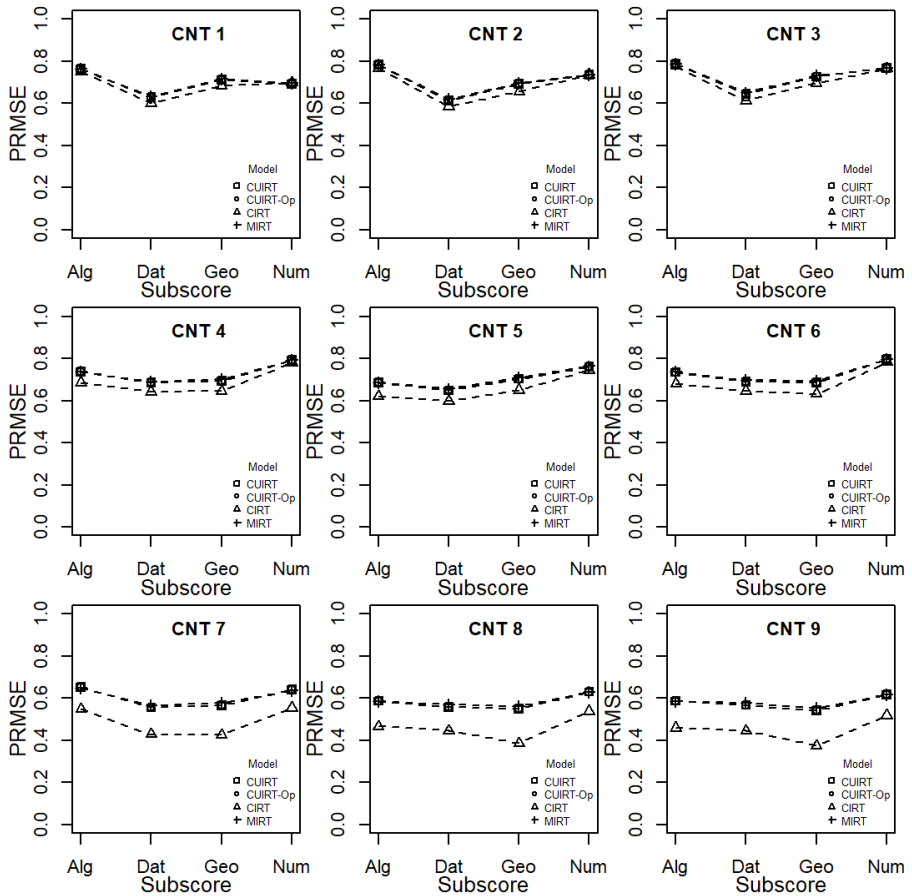 CNT 1
PRMSE
1.0
0.8
0.6
0.4
0.2
0.0
Model
CUIRT
CUIRT-Op
CIRT
MIRT
Alg Dat Geo Num
Subscore
CNT 2
PRMSE
1.0
0.8
0.6
0.4
0.2
0.0
Model
CUIRT
CUIRT-Op
CIRT
MIRT
Alg Dat Geo Num
Subscore
CNT 3
PRMSE
1.0
0.8
0.6
0.4
0.2
0.0
Model
CUIRT
CUIRT-Op
CIRT
MIRT
Alg Dat Geo Num
Subscore
CNT 4
PRMSE
1.0
0.8
0.6
0.4
0.2
0.0
Model
CUIRT
CUIRT-Op
CIRT
MIRT
Alg Dat Geo Num
Subscore
CNT 5
PRMSE
1.0
0.8
0.6
0.4
0.2
0.0
Model
CUIRT
CUIRT-Op
CIRT
MIRT
Alg Dat Geo Num
Subscore
CNT 6
PRMSE
1.0
0.8
0.6
0.4
0.2
0.0
Model
CUIRT
CUIRT-Op
CIRT
MIRT
Alg Dat Geo Num
Subscore
CNT 7
PRMSE
1.0
0.8
0.6
0.4
0.2
0.0
Model
CUIRT
CUIRT-Op
CIRT
MIRT
Alg Dat Geo Num
Subscore
CNT 8
PRMSE
1.0
0.8
0.6
0.4
0.2
0.0
Model
CUIRT
CUIRT-Op
CIRT
MIRT
Alg Dat Geo Num
Subscore
CNT 9
PRMSE
1.0
0.8
0.6
0.4
0.2
0.0
Model
CUIRT
CUIRT-Op
CIRT
MIRT
Alg Dat Geo Num
Subscore